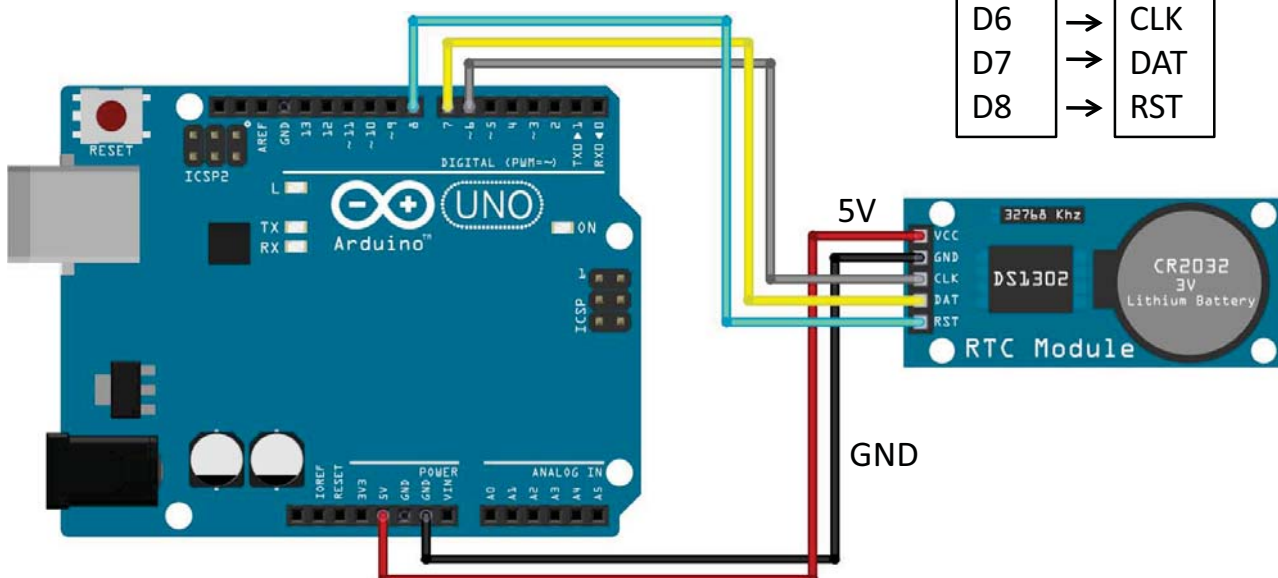 D6 → CLK
D7 → DAT
D8 → RST
RESET
ICSP2
AREF
GND
13
12
~11
~10
~9
8
7
~6
~5
4
~3
2
TXD▶1
RXD◀0
DIGITAL (PWM=~)
L
TX
RX
Arduino™
UNO
ON
1
ICSP
IOREF
RESET
3V3
5V
GND
GND
VIN
POWER
ANALOG IN
A0
A1
A2
A3
A4
A5
5V
GND
VCC
GND
CLK
DAT
RST
32768 Khz
DS1302
CR2032
3V
Lithium Battery
RTC Module